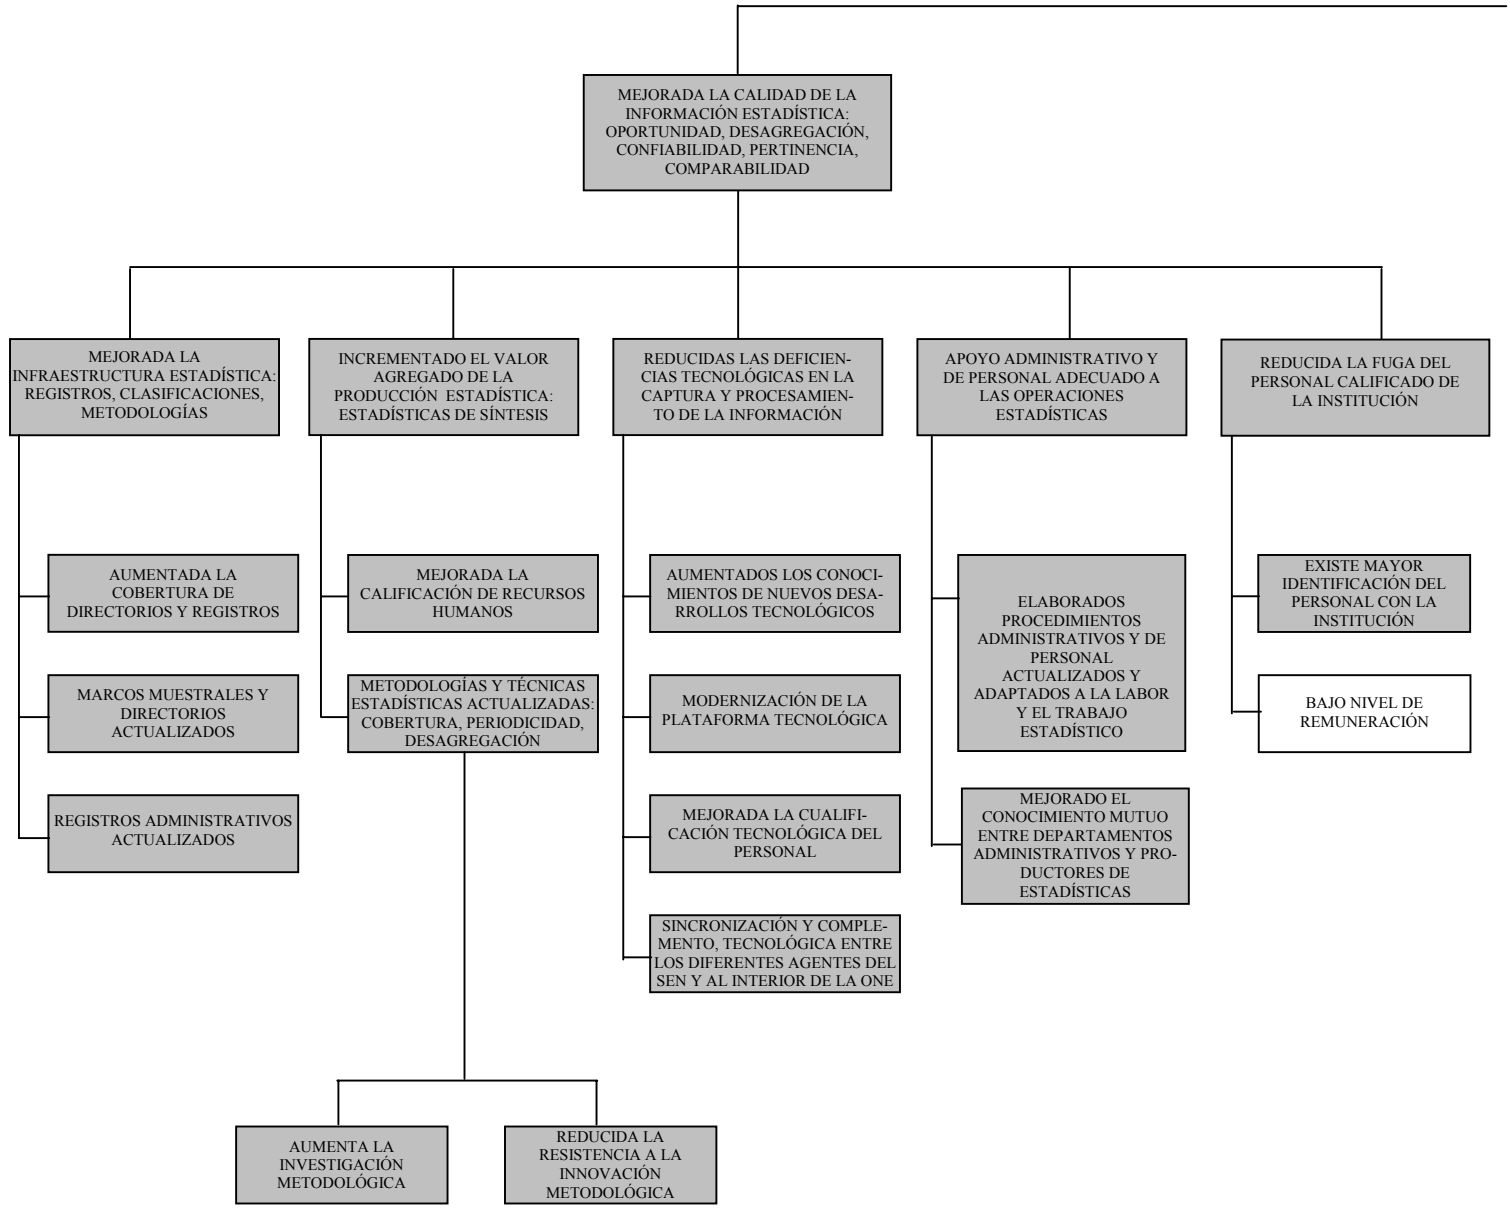 MEJORADA LA CALIDAD DE LA
INFORMACIÓN ESTADÍSTICA:
OPORTUNIDAD, DESAGREGACIÓN,
CONFIABILIDAD, PERTINENCIA,
COMPARABILIDAD
MEJORADA LA
INFRAESTRUCTURA ESTADÍSTICA:
REGISTROS, CLASIFICACIONES,
METODOLOGÍAS
INCREMENTADO EL VALOR
AGREGADO DE LA
PRODUCCIÓN ESTADÍSTICA:
ESTADÍSTICAS DE SÍNTESIS
REDUCIDAS LAS DEFICIEN-
CIAS TECNOLÓGICAS EN LA
CAPTURA Y PROCESAMIEN-
TO DE LA INFORMACIÓN
APOYO ADMINISTRATIVO Y
DE PERSONAL ADECUADO A
LAS OPERACIONES
ESTADÍSTICAS
REDUCIDA LA FUGA DEL
PERSONAL CALIFICADO DE
LA INSTITUCIÓN
AUMENTADA LA
COBERTURA DE
DIRECTORIOS Y REGISTROS
MEJORADA LA
CALIFICACIÓN DE RECURSOS
HUMANOS
AUMENTADOS LOS CONOCI-
MIENTOS DE NUEVOS DESA-
RROLLOS TECNOLÓGICOS
ELABORADOS
PROCEDIMIENTOS
ADMINISTRATIVOS Y DE
PERSONAL
ACTUALIZADOS Y
ADAPTADOS A LA LABOR
Y EL TRABAJO
ESTADÍSTICO
EXISTE MAYOR
IDENTIFICACIÓN DEL
PERSONAL CON LA
INSTITUCIÓN
MARCOS MUESTRALES Y
DIRECTORIOS
ACTUALIZADOS
METODOLOGÍAS Y TÉCNICAS
ESTADÍSTICAS ACTUALIZADAS:
COBERTURA, PERIODICIDAD,
DESAGREGACIÓN
MODERNIZACIÓN DE LA
PLATAFORMA TECNOLÓGICA
BAJO NIVEL DE
REMUNERACIÓN
REGISTROS ADMINISTRATIVOS
ACTUALIZADOS
MEJORADA LA CUALIFI-
CACIÓN TECNOLÓGICA DEL
PERSONAL
MEJORADO EL
CONOCIMIENTO MUTUO
ENTRE DEPARTAMENTOS
ADMINISTRATIVOS Y PRO-
DUCTORES DE
ESTADÍSTICAS
SINCRONIZACIÓN Y COMPLE-
MENTO, TECNOLÓGICA ENTRE
LOS DIFERENTES AGENTES DEL
SEN Y AL INTERIOR DE LA ONE
AUMENTA LA
INVESTIGACIÓN
METODOLÓGICA
REDUCIDA LA
RESISTENCIA A LA
INNOVACIÓN
METODOLÓGICA